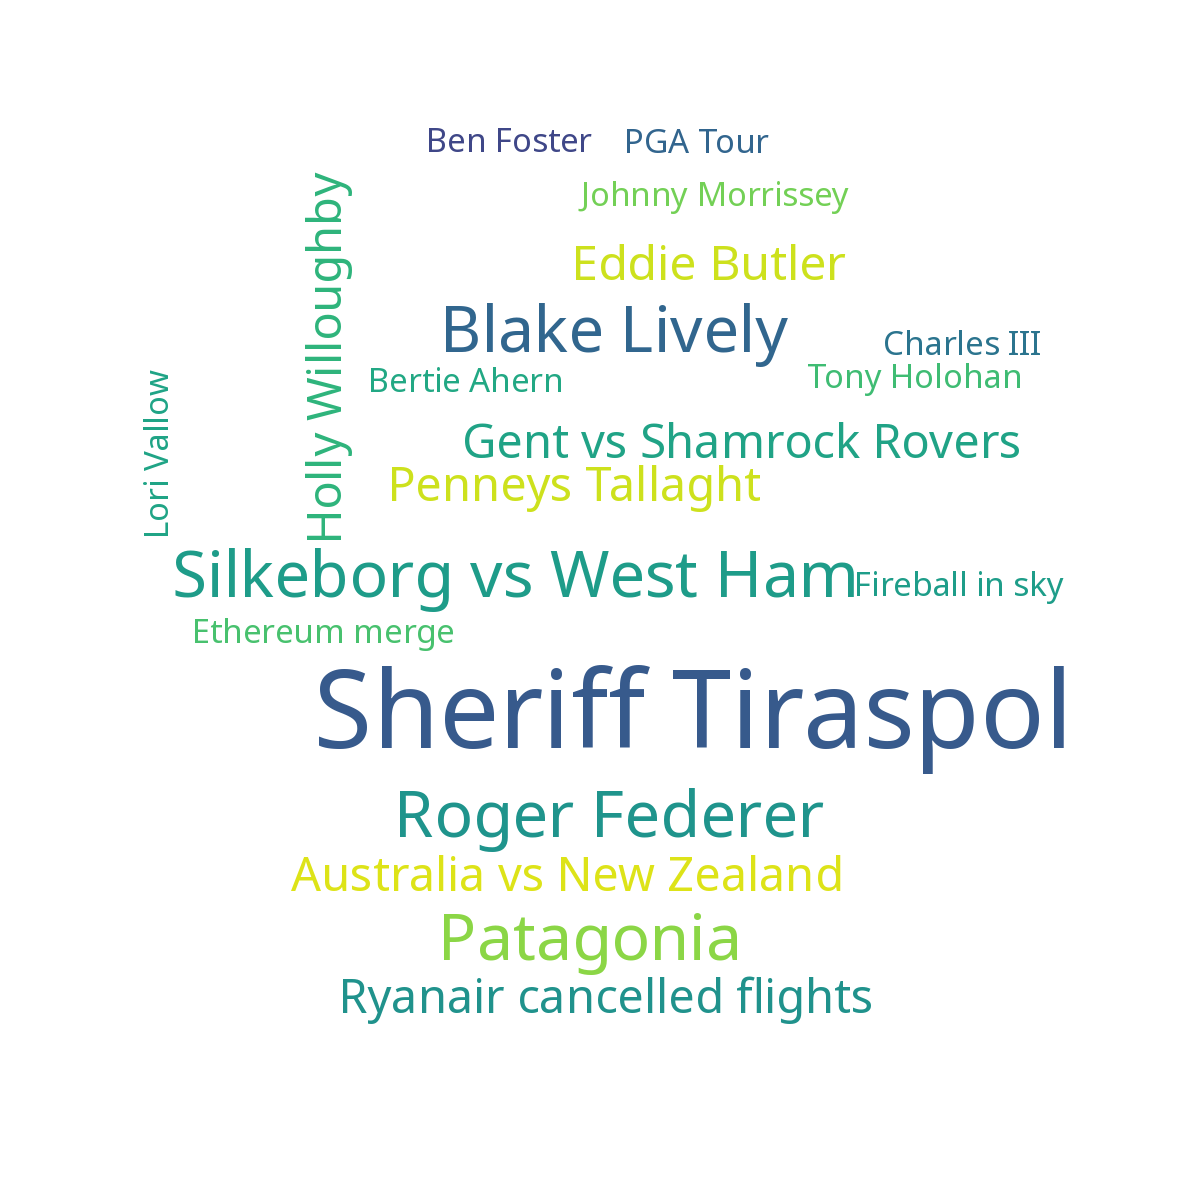 Ben Foster
PGA Tour
Johnny Morrissey
Holly Willoughby
Eddie Butler
Blake Lively
Charles III
Bertie Ahern
Tony Holohan
Lori Vallow
Gent vs Shamrock Rovers
Penneys Tallaght
Silkeborg vs West Ham
Fireball in sky
Ethereum merge
Sheriff Tiraspol
Roger Federer
Australia vs New Zealand
Patagonia
Ryanair cancelled flights